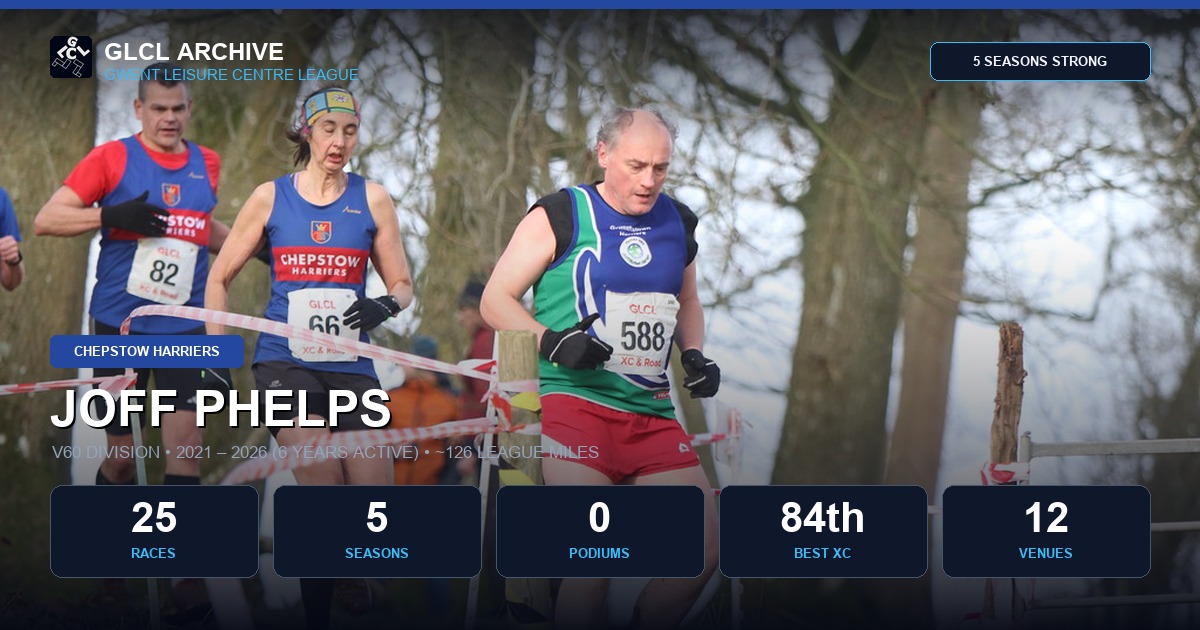 GLCL ARCHIVE
GWENT LEISURE CENTRE LEAGUE
5 SEASONS STRONG
STOW
RIERS
GLCL
82
XC & Road
CHEPSTOW
HARRIERS
GLCL
66
XC & Road
Harriers
GLCL
588
XC & Road
CHEPSTOW HARRIERS
JOFF PHELPS
V60 DIVISION • 2021 – 2026 (6 YEARS ACTIVE) • ~126 LEAGUE MILES
25
RACES
5
SEASONS
0
PODIUMS
84th
BEST XC
12
VENUES